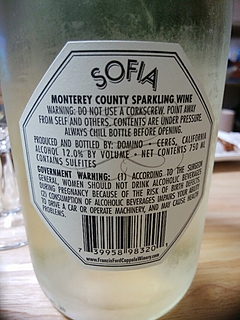 SOFIA
MONTEREY COUNTY SPARKLING WINE
WARNING: DO NOT USE A CORKSCREW. POINT AWAY
FROM SELF AND OTHERS. CONTENTS ARE UNDER PRESSURE.
ALWAYS CHILL BOTTLE BEFORE OPENING.
PRODUCED AND BOTTLED BY: DOMINO • CERES, CALIFORNIA
ALCOHOL 12.0% BY VOLUME • NET CONTENTS 750 ML
CONTAINS SULFITES
GOVERNMENT WARNING: (1) ACCORDING TO THE SURGEON
GENERAL, WOMEN SHOULD NOT DRINK ALCOHOLIC BEVERAGES
DURING PREGNANCY BECAUSE OF THE RISK OF BIRTH DEFECTS.
(2) CONSUMPTION OF ALCOHOLIC BEVERAGES IMPAIRS YOUR ABILITY
TO DRIVE A CAR OR OPERATE MACHINERY, AND MAY CAUSE HEALTH
PROBLEMS.
7 39958 98320
www.FrancisFordCoppolaWinery.com